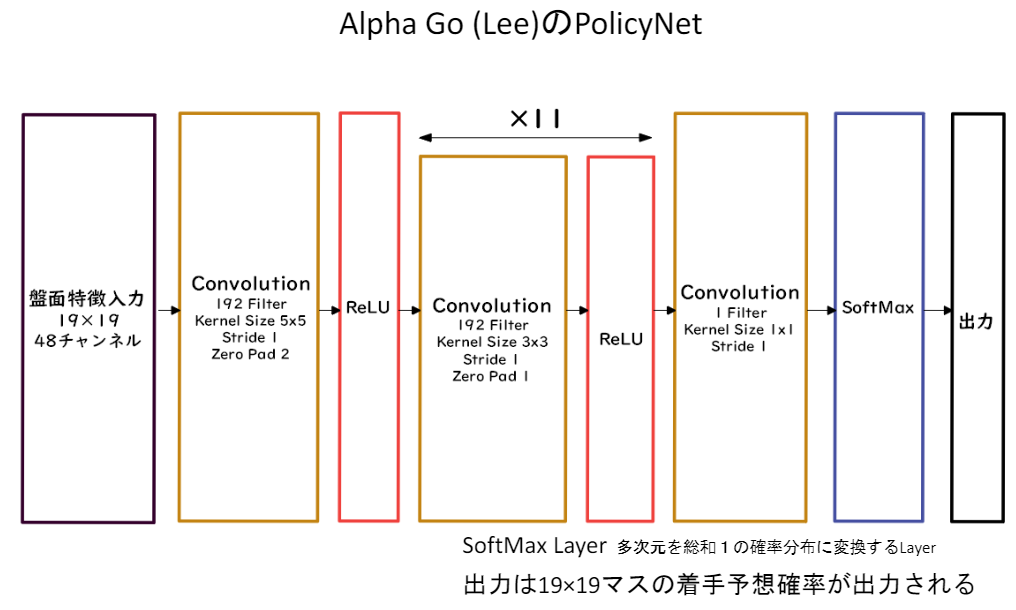 Alpha Go (Lee)のPolicyNet
×11
盤面特徴入力
19×19
48チャンネル
Convolution
192 Filter
Kernel Size 5x5
Stride 1
Zero Pad 2
ReLU
Convolution
192 Filter
Kernel Size 3x3
Stride 1
Zero Pad 1
ReLU
Convolution
1 Filter
Kernel Size 1x1
Stride 1
SoftMax
出力
SoftMax Layer 多次元を総和１の確率分布に変換するLayer
出力は19×19マスの着手予想確率が出力される